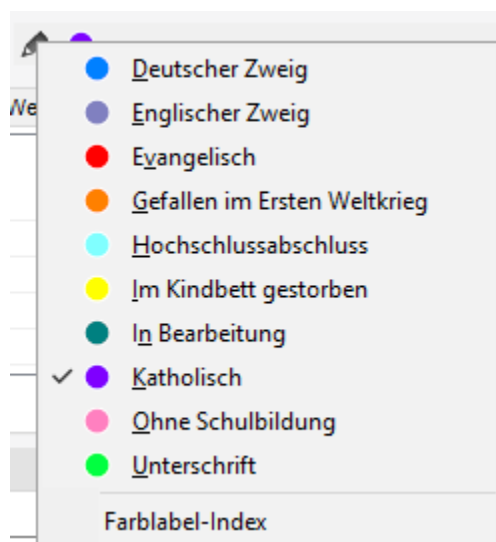 Deutscher Zweig
We
Englischer Zweig
Evangelisch
Gefallen im Ersten Weltkrieg
Hochschlussabschluss
Im Kindbett gestorben
In Bearbeitung
Katholisch
Ohne Schulbildung
Unterschrift
Farblabel-Index